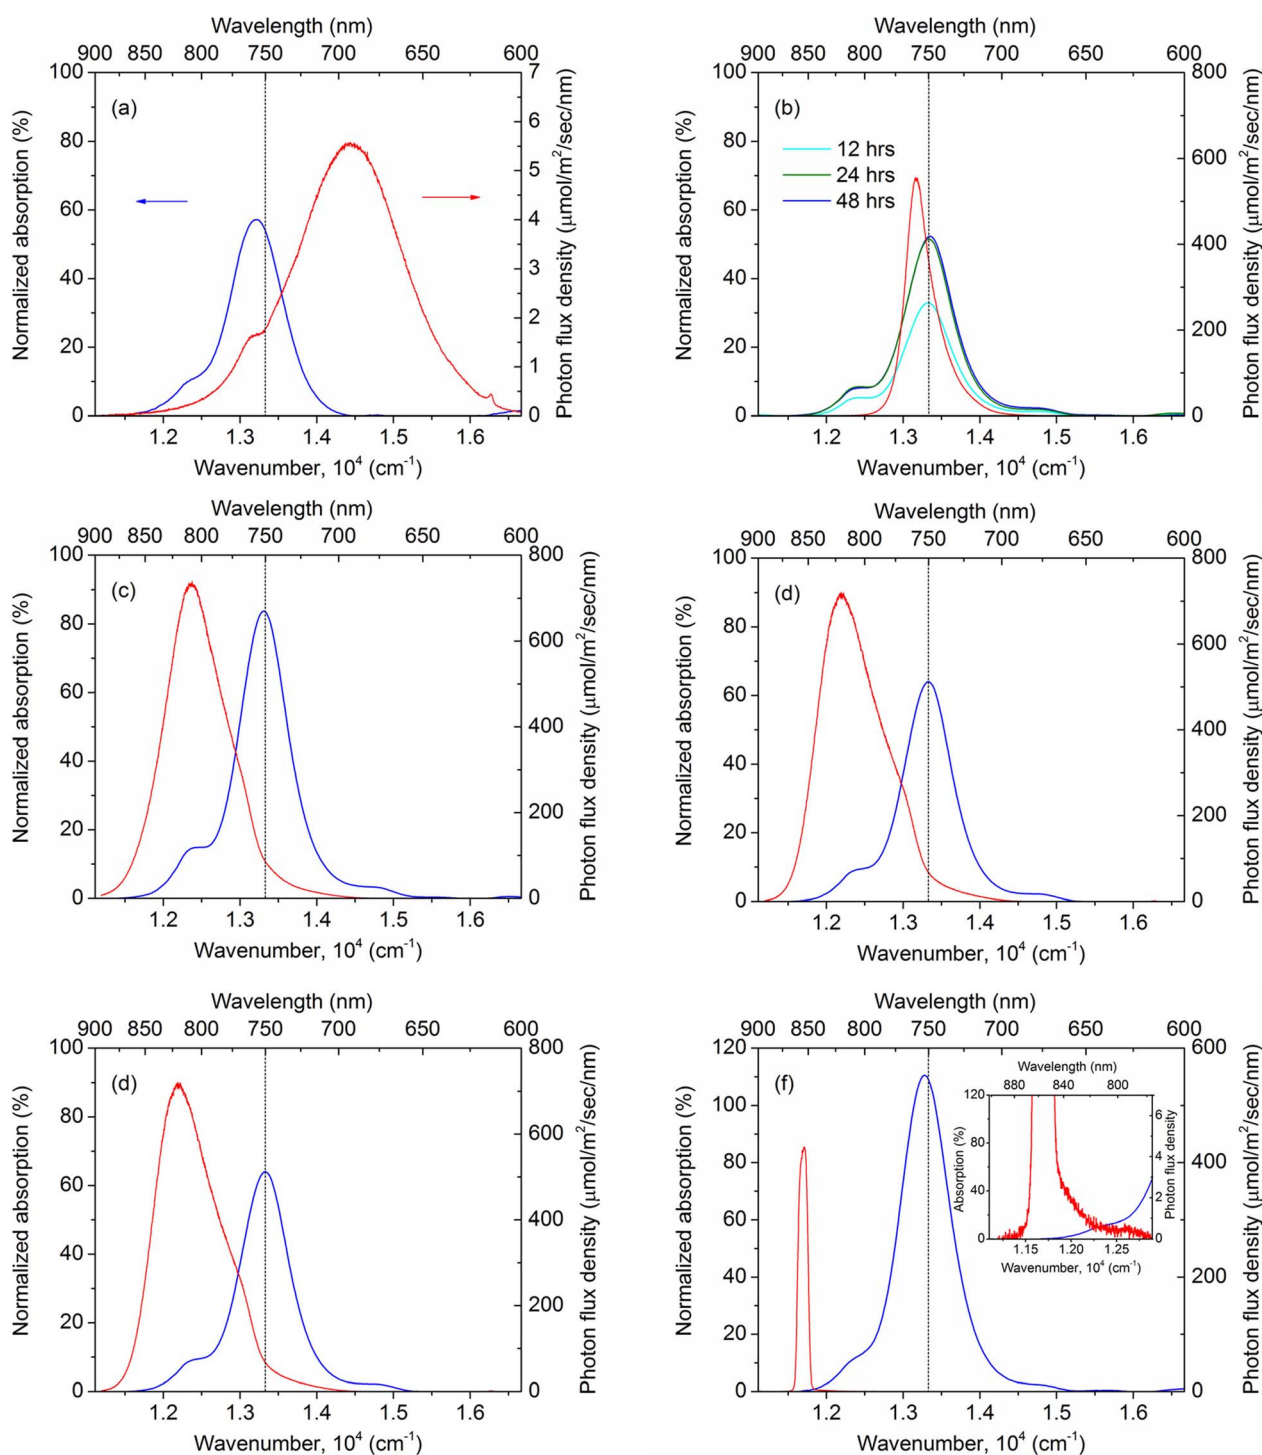 Wavelength (nm)
900 850 800 750 700 650 600
100 80 60 40 20 0
Normalized absorption (%)
(a)
7 6 5 4 3 2 1 0
Photon flux density (μmol/m²/sec/nm)
1.2 1.3 1.4 1.5 1.6
Wavenumber, 10⁴ (cm⁻¹)
Wavelength (nm)
900 850 800 750 700 650 600
100 80 60 40 20 0
Normalized absorption (%)
(b)
12 hrs
24 hrs
48 hrs
800 600 400 200 0
Photon flux density (μmol/m²/sec/nm)
1.2 1.3 1.4 1.5 1.6
Wavenumber, 10⁴ (cm⁻¹)
Wavelength (nm)
900 850 800 750 700 650 600
100 80 60 40 20 0
Normalized absorption (%)
(c)
800 600 400 200 0
Photon flux density (μmol/m²/sec/nm)
1.2 1.3 1.4 1.5 1.6
Wavenumber, 10⁴ (cm⁻¹)
Wavelength (nm)
900 850 800 750 700 650 600
100 80 60 40 20 0
Normalized absorption (%)
(d)
800 600 400 200 0
Photon flux density (μmol/m²/sec/nm)
1.2 1.3 1.4 1.5 1.6
Wavenumber, 10⁴ (cm⁻¹)
Wavelength (nm)
900 850 800 750 700 650 600
100 80 60 40 20 0
Normalized absorption (%)
(d)
800 600 400 200 0
Photon flux density (μmol/m²/sec/nm)
1.2 1.3 1.4 1.5 1.6
Wavenumber, 10⁴ (cm⁻¹)
Wavelength (nm)
900 850 800 750 700 650 600
120 100 80 60 40 20 0
Normalized absorption (%)
(f)
Wavelength (nm)
880 840 800
120 80 40 0
Absorption (%)
6 4 2 0
Photon flux density
1.15 1.20 1.25
Wavenumber, 10⁴ (cm⁻¹)
600 400 200 0
Photon flux density (μmol/m²/sec/nm)
1.2 1.3 1.4 1.5 1.6
Wavenumber, 10⁴ (cm⁻¹)